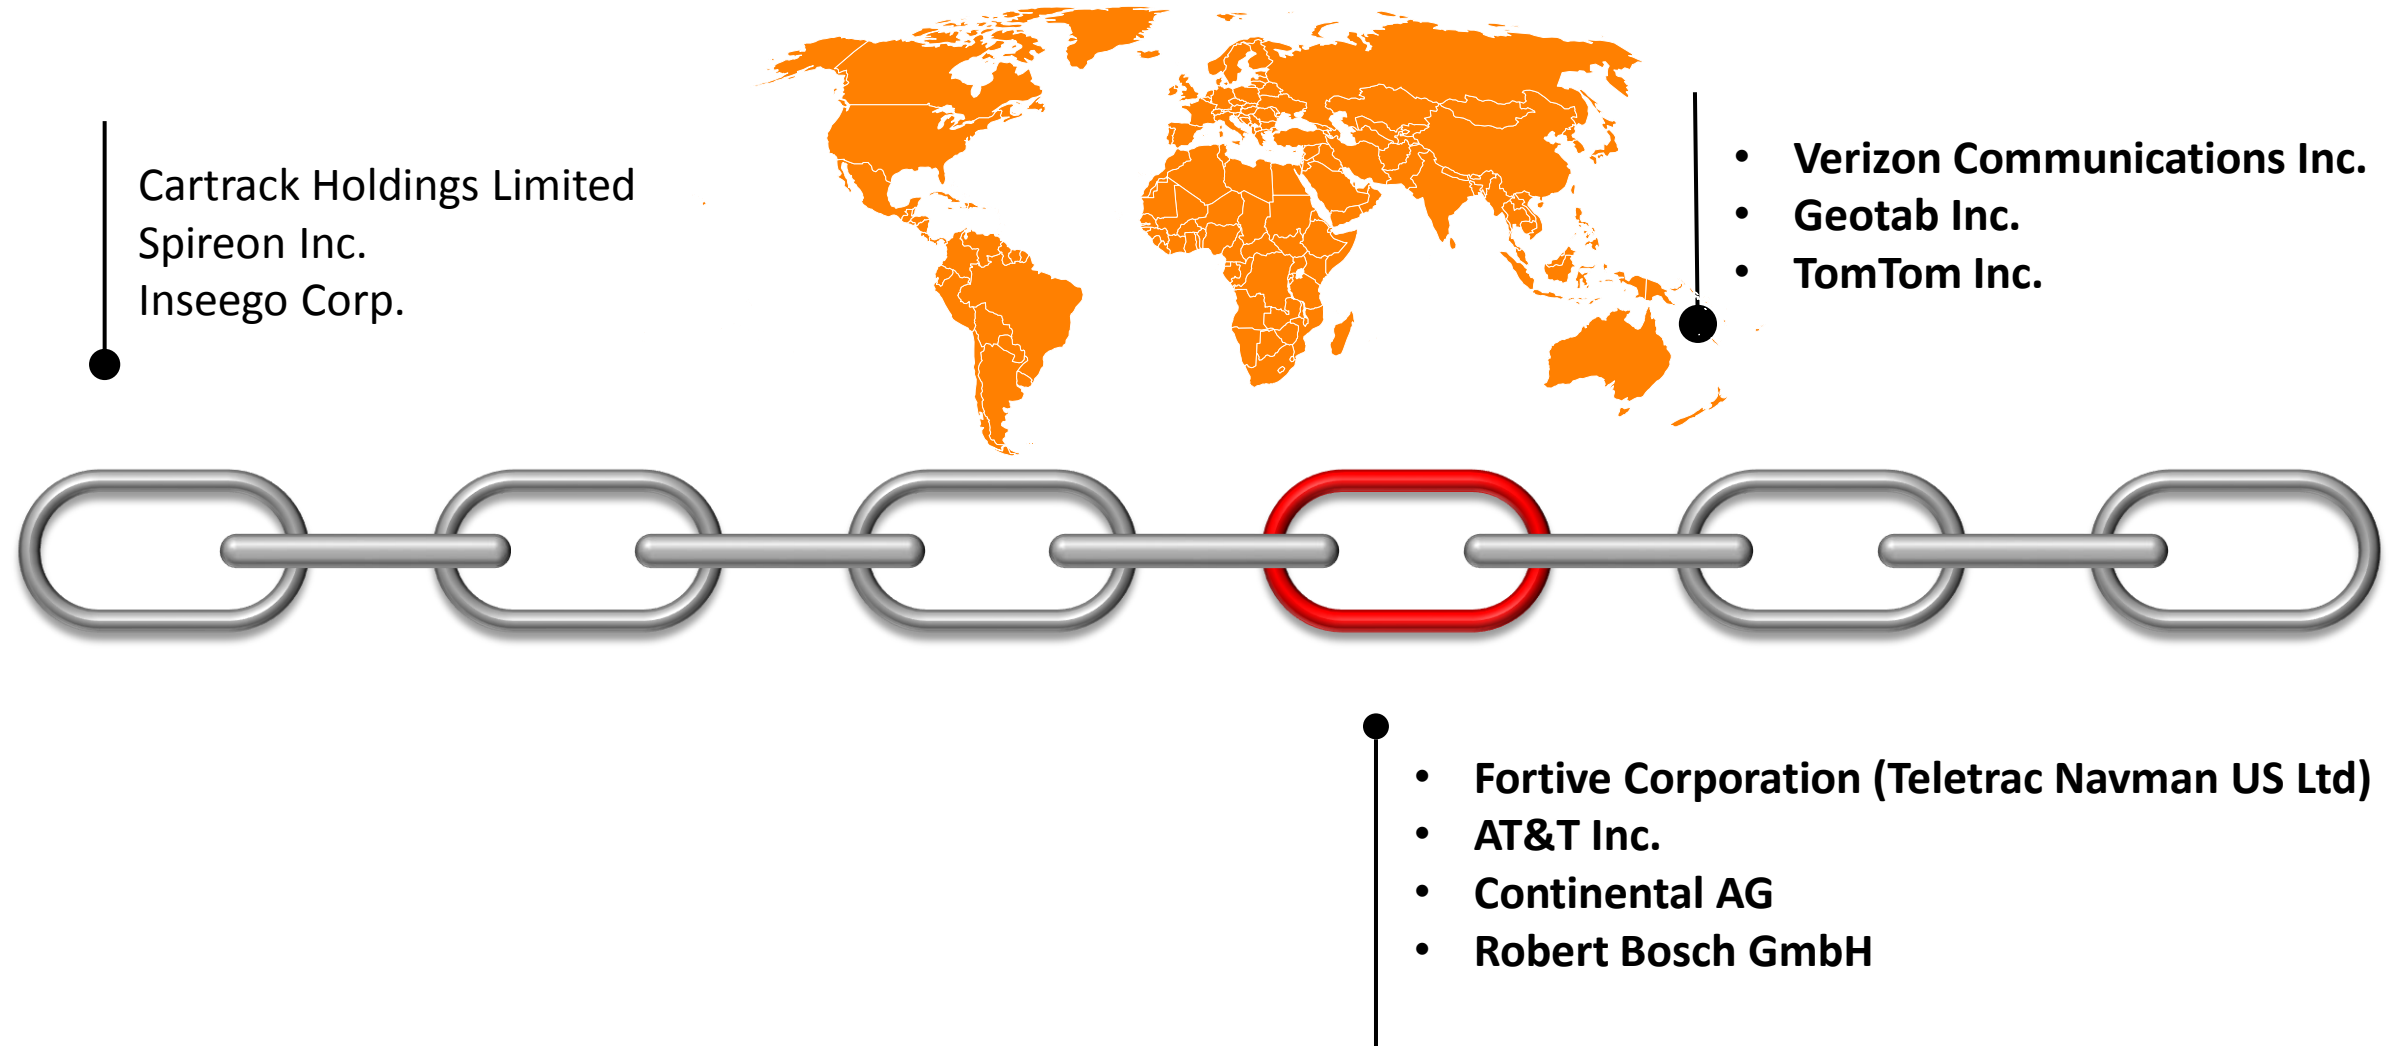 Cartrack Holdings Limited
Spireon Inc.
Inseego Corp.
• Verizon Communications Inc.
• Geotab Inc.
• TomTom Inc.
• Fortive Corporation (Teletrac Navman US Ltd)
• AT&T Inc.
• Continental AG
• Robert Bosch GmbH